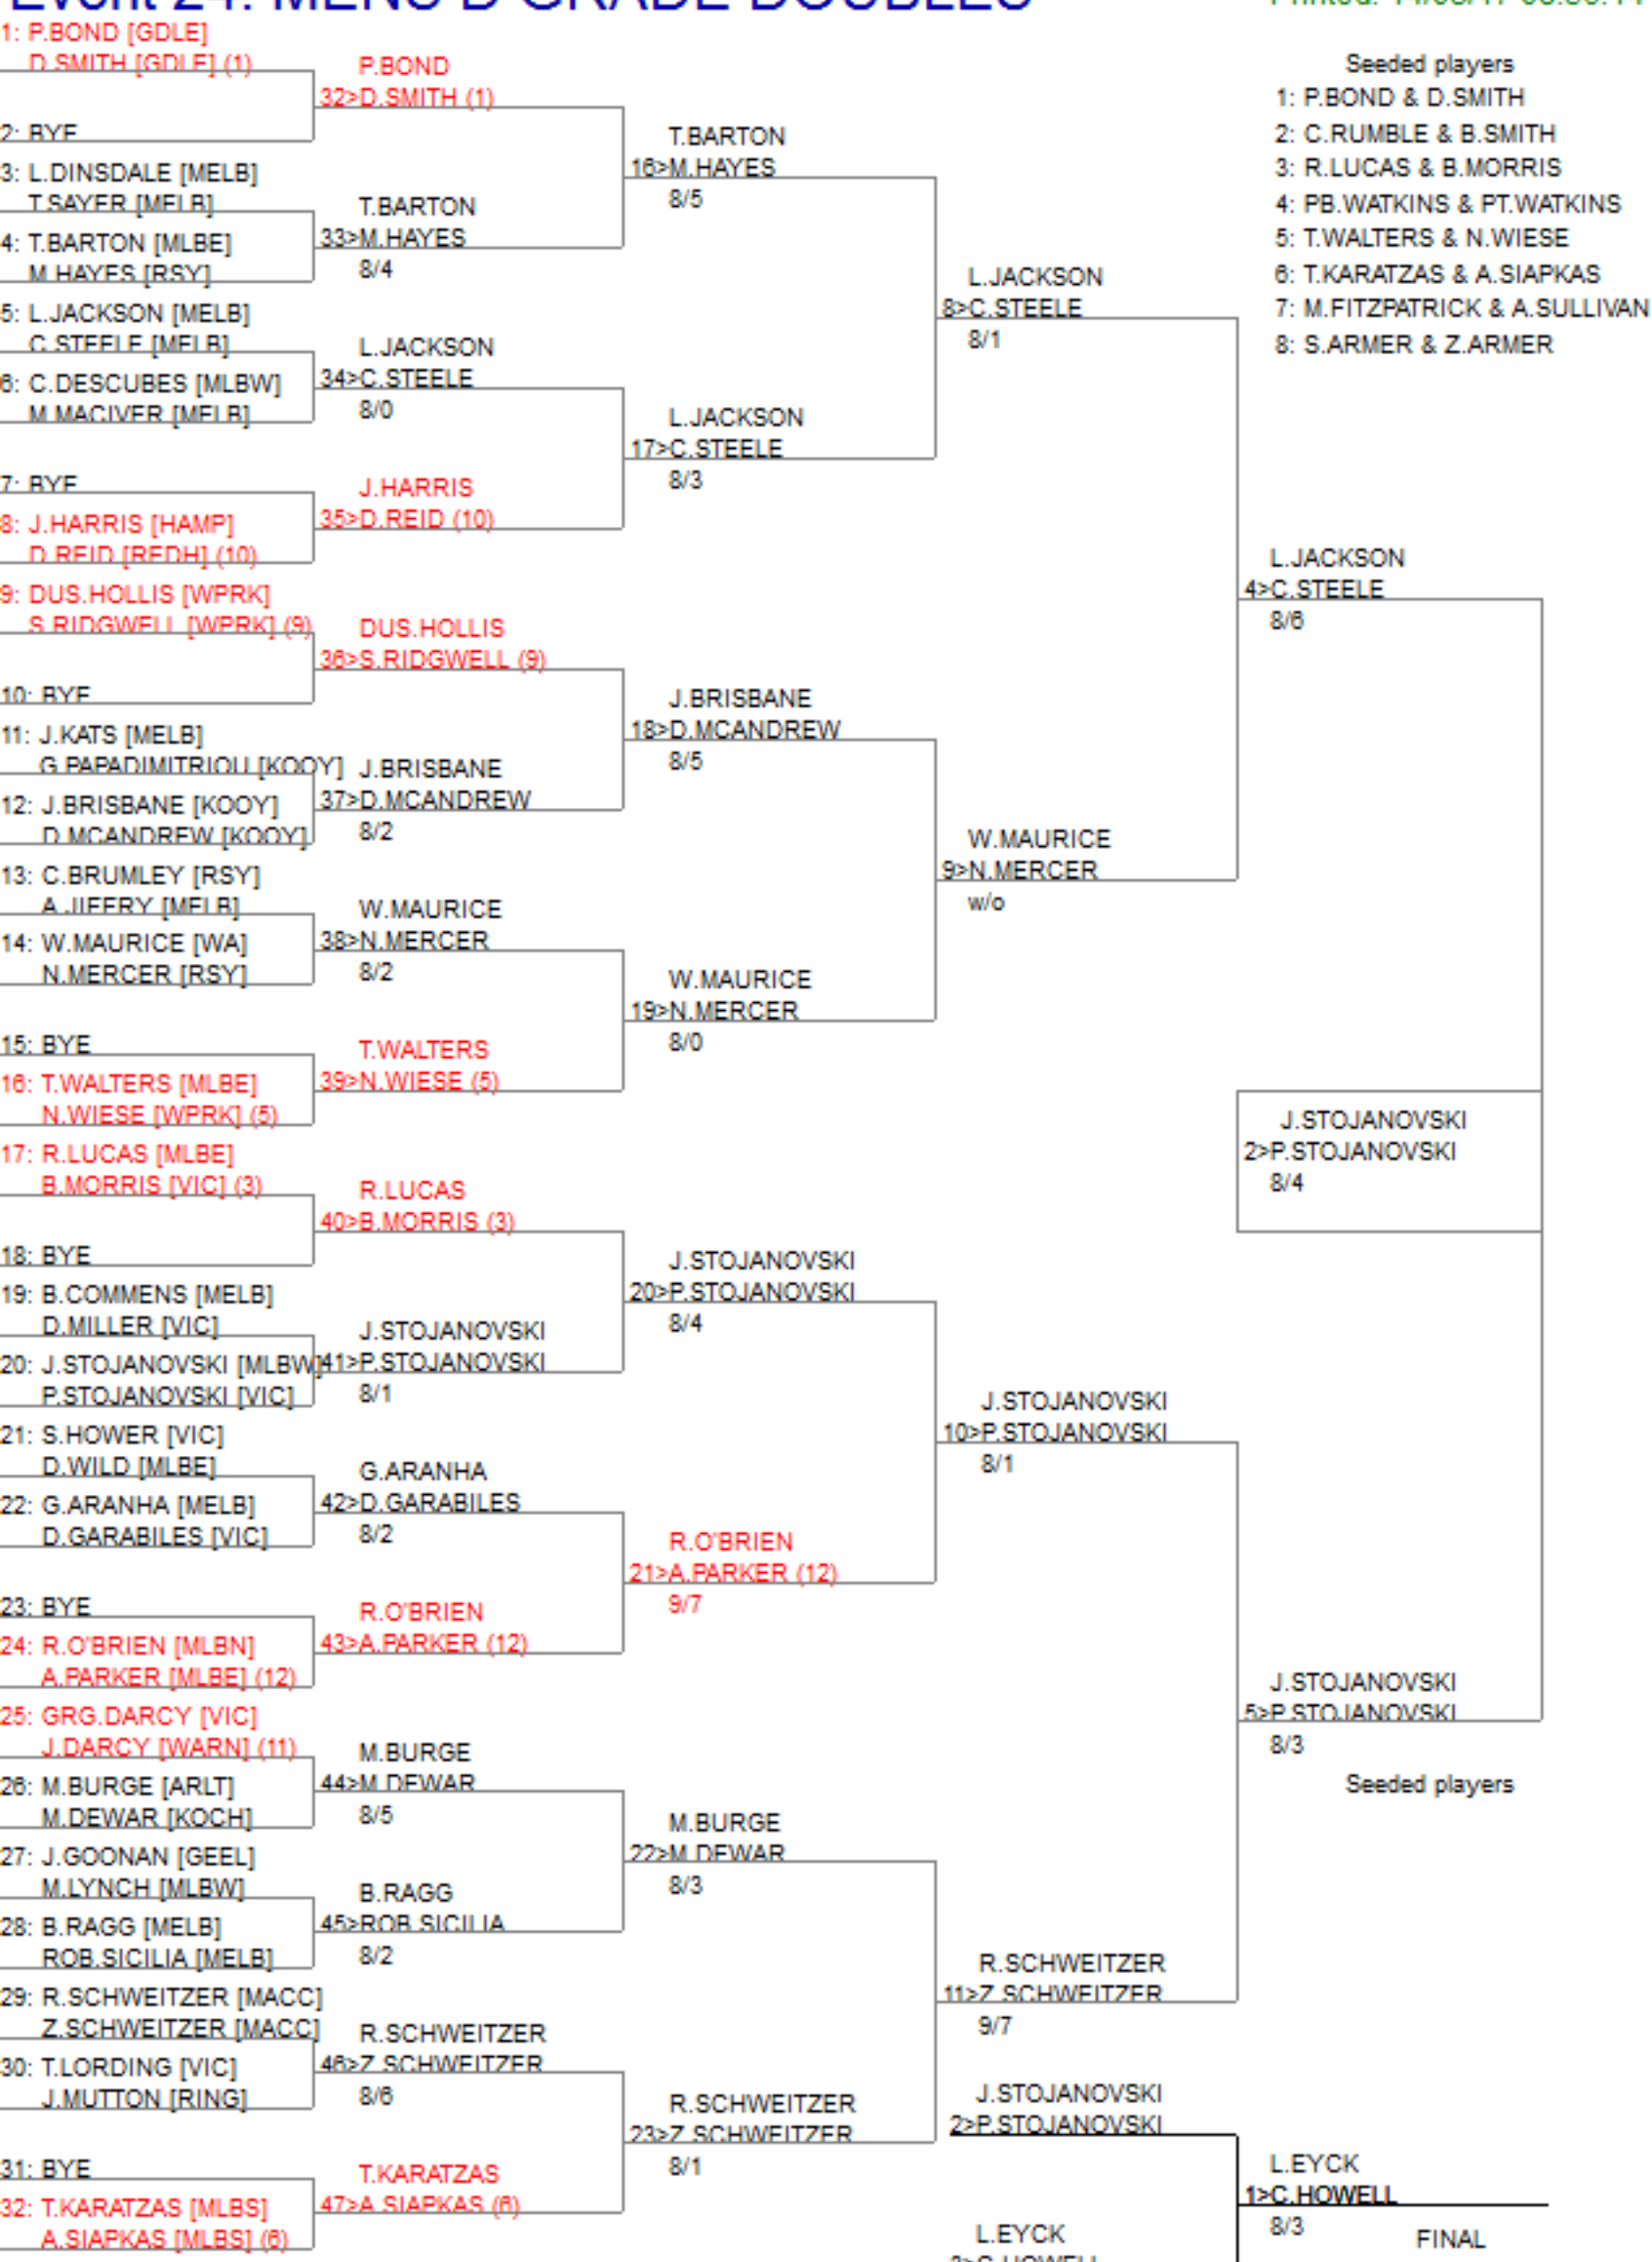 Event 24: MENS D GRADE DOUBLES
1: P.BOND [GDLE]
D.SMITH [GDLE] (1)
2: BYE
3: L.DINSDALE [MELB]
T.SAYER [MELB]
4: T.BARTON [MLBE]
M.HAYES [RSY]
5: L.JACKSON [MELB]
C.STEELE [MELB]
6: C.DESCUBES [MLBW]
M.MACIVER [MELB]
7: BYE
8: J.HARRIS [HAMP]
D.REID [REDH] (10)
9: DUS.HOLLIS [WPRK]
S.RIDGWELL [WPRK] (9)
10: BYE
11: J.KATS [MELB]
G.PAPADIMITRIOU [KOOY]
12: J.BRISBANE [KOOY]
D.MCANDREW [KOOY]
13: C.BRUMLEY [RSY]
14: W.MAURICE [WA]
N.MERCER [RSY]
15: BYE
16: T.WALTERS [MLBE]
N.WIESE [WPRK] (5)
17: R.LUCAS [MLBE]
B.MORRIS [VIC] (3)
18: BYE
19: B.COMMENS [MELB]
D.MILLER [VIC]
20: J.STOJANOVSKI [MLBW]
P.STOJANOVSKI [VIC]
21: S.HOWER [VIC]
D.WILD [MLBE]
22: G.ARANHA [MELB]
D.GARABILES [VIC]
23: BYE
24: R.O'BRIEN [MLBN]
A.PARKER [MLBE] (12)
25: GRG.DARCY [VIC]
J.DARCY [WARN] (11)
26: M.BURGE [ARLT]
M.DEWAR [KOCH]
27: J.GOONAN [GEEL]
M.LYNCH [MLBW]
28: B.RAGG [MELB]
ROB.SICILIA [MELB]
29: R.SCHWEITZER [MACC]
Z.SCHWEITZER [MACC]
30: T.LORDING [VIC]
J.MUTTON [RING]
31: BYE
32: T.KARATZAS [MLBS]
A.SIAPKAS [MLBS] (6)
P.BOND
32>D.SMITH (1)
T.BARTON
33>M.HAYES
8/4
L.JACKSON
34>C.STEELE
8/0
J.HARRIS
35>D.REID (10)
DUS.HOLLIS
36>S.RIDGWELL (9)
J.BRISBANE
37>D.MCANDREW
8/2
W.MAURICE
38>N.MERCER
8/2
T.WALTERS
39>N.WIESE (5)
R.LUCAS
40>B.MORRIS (3)
J.STOJANOVSKI
41>P.STOJANOVSKI
8/1
G.ARANHA
42>D.GARABILES
8/2
R.O'BRIEN
43>A.PARKER (12)
M.BURGE
44>M.DEWAR
8/5
B.RAGG
45>ROB.SICILIA
8/2
R.SCHWEITZER
46>Z.SCHWEITZER
8/6
T.KARATZAS
47>A.SIAPKAS (6)
T.BARTON
16>M.HAYES
8/5
L.JACKSON
17>C.STEELE
8/3
J.BRISBANE
18>D.MCANDREW
8/5
W.MAURICE
19>N.MERCER
8/0
J.STOJANOVSKI
20>P.STOJANOVSKI
8/4
R.O'BRIEN
21>A.PARKER (12)
9/7
M.BURGE
22>M.DEWAR
8/3
R.SCHWEITZER
23>Z.SCHWEITZER
8/1
L.JACKSON
8>C.STEELE
8/1
W.MAURICE
9>N.MERCER
w/o
J.STOJANOVSKI
10>P.STOJANOVSKI
8/1
R.SCHWEITZER
11>Z.SCHWEITZER
9/7
J.STOJANOVSKI
2>P.STOJANOVSKI
L.EYCK
3>C.HOWELL
Seeded players
1: P.BOND & D.SMITH
2: C.RUMBLE & B.SMITH
3: R.LUCAS & B.MORRIS
4: PB.WATKINS & PT.WATKINS
5: T.WALTERS & N.WIESE
6: T.KARATZAS & A.SIAPKAS
7: M.FITZPATRICK & A.SULLIVAN
8: S.ARMER & Z.ARMER
L.JACKSON
4>C.STEELE
8/6
J.STOJANOVSKI
2>P.STOJANOVSKI
8/4
J.STOJANOVSKI
5>P.STOJANOVSKI
8/3
Seeded players
L.EYCK
1>C.HOWELL
8/3
FINAL